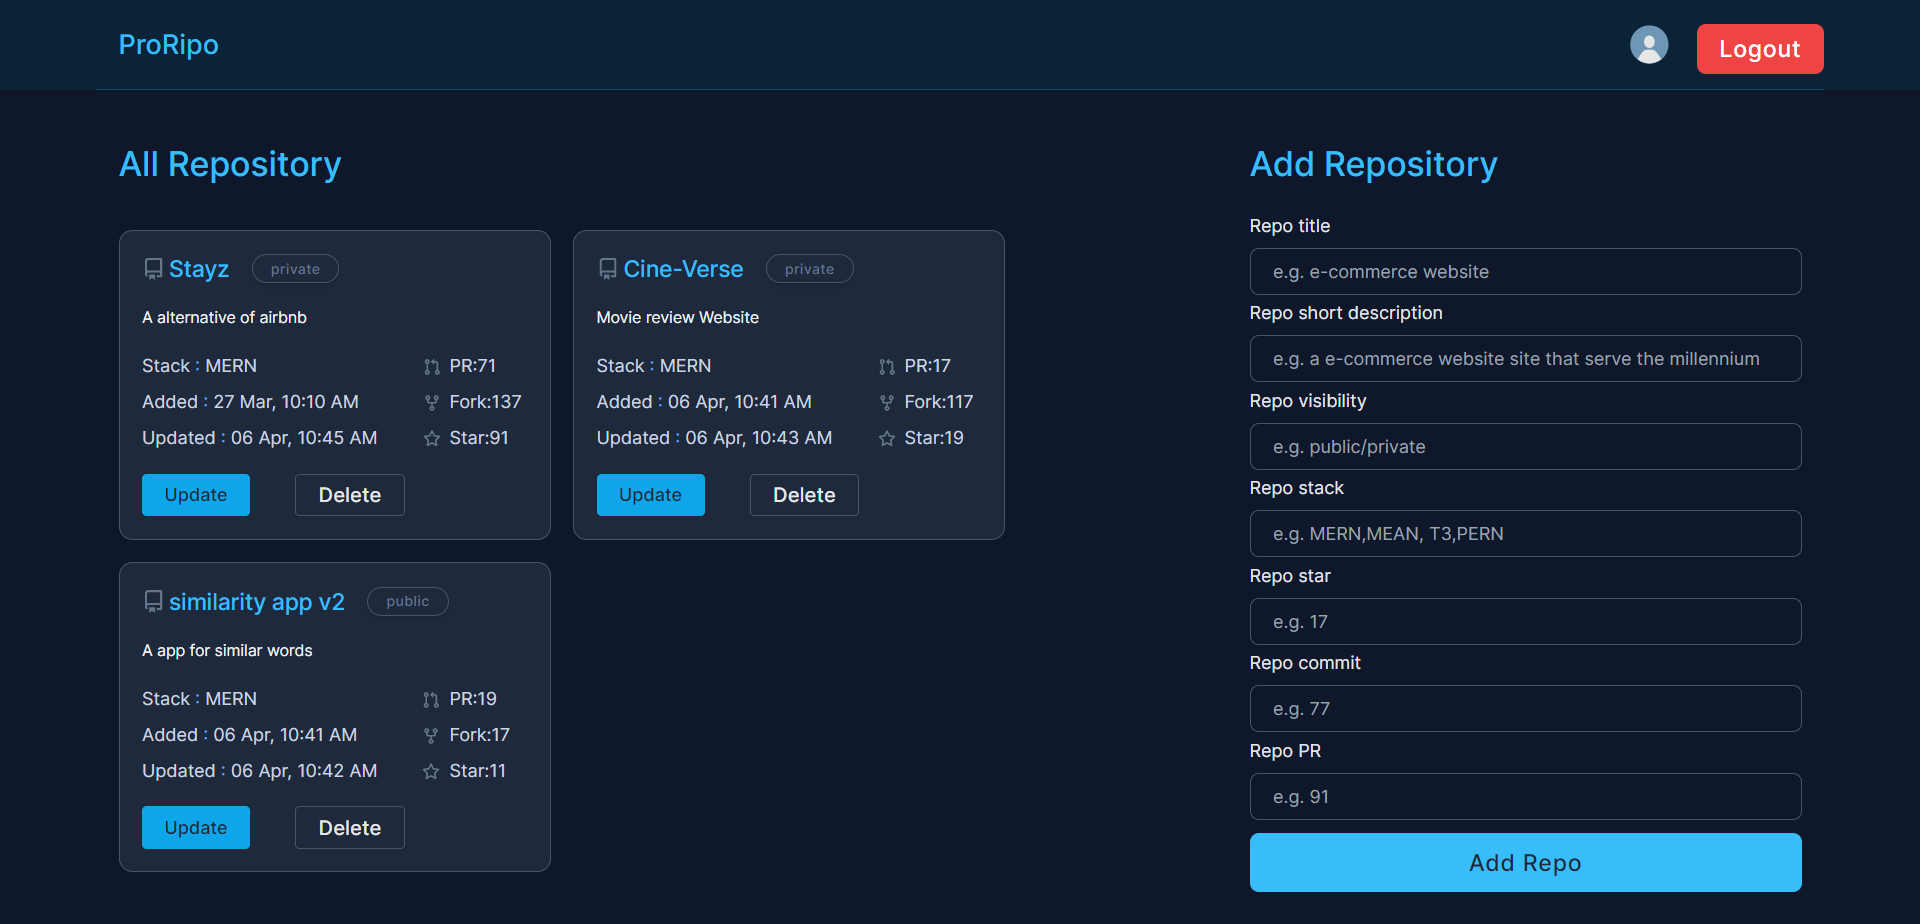 ProRipo
Logout
All Repository
Stayz private
A alternative of airbnb
Stack : MERN
PR:71
Added : 27 Mar, 10:10 AM
Fork:137
Updated : 06 Apr, 10:45 AM
Star:91
Update
Delete
Cine-Verse private
Movie review Website
Stack : MERN
PR:17
Added : 06 Apr, 10:41 AM
Fork:117
Updated : 06 Apr, 10:43 AM
Star:19
Update
Delete
similarity app v2 public
A app for similar words
Stack : MERN
PR:19
Added : 06 Apr, 10:41 AM
Fork:17
Updated : 06 Apr, 10:42 AM
Star:11
Update
Delete
Add Repository
Repo title
e.g. e-commerce website
Repo short description
e.g. a e-commerce website site that serve the millennium
Repo visibility
e.g. public/private
Repo stack
e.g. MERN,MEAN, T3,PERN
Repo star
e.g. 17
Repo commit
e.g. 77
Repo PR
e.g. 91
Add Repo